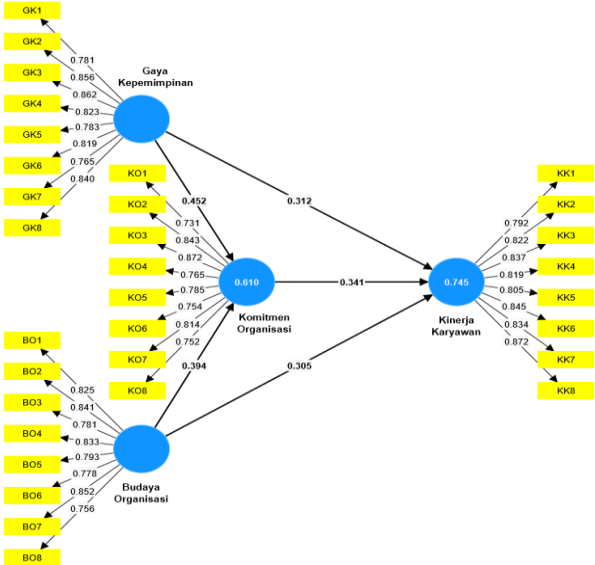 GK1
GK2
GK3
GK4
GK5
GK6
GK7
GK8
0.781
0.856
0.862
0.823
0.783
0.819
0.765
0.840
Gaya
Kepemimpinan
0.452
0.312
KO1
KO2
KO3
KO4
KO5
KO6
KO7
KO8
0.731
0.843
0.872
0.765
0.785
0.754
0.814
0.752
0.610
Komitmen
Organisasi
0.341
0.394
0.305
BO1
BO2
BO3
BO4
BO5
BO6
BO7
BO8
0.825
0.841
0.781
0.833
0.793
0.778
0.852
0.756
Budaya
Organisasi
0.745
Kinerja
Karyawan
0.792
0.822
0.837
0.819
0.805
0.845
0.834
0.872
KK1
KK2
KK3
KK4
KK5
KK6
KK7
KK8